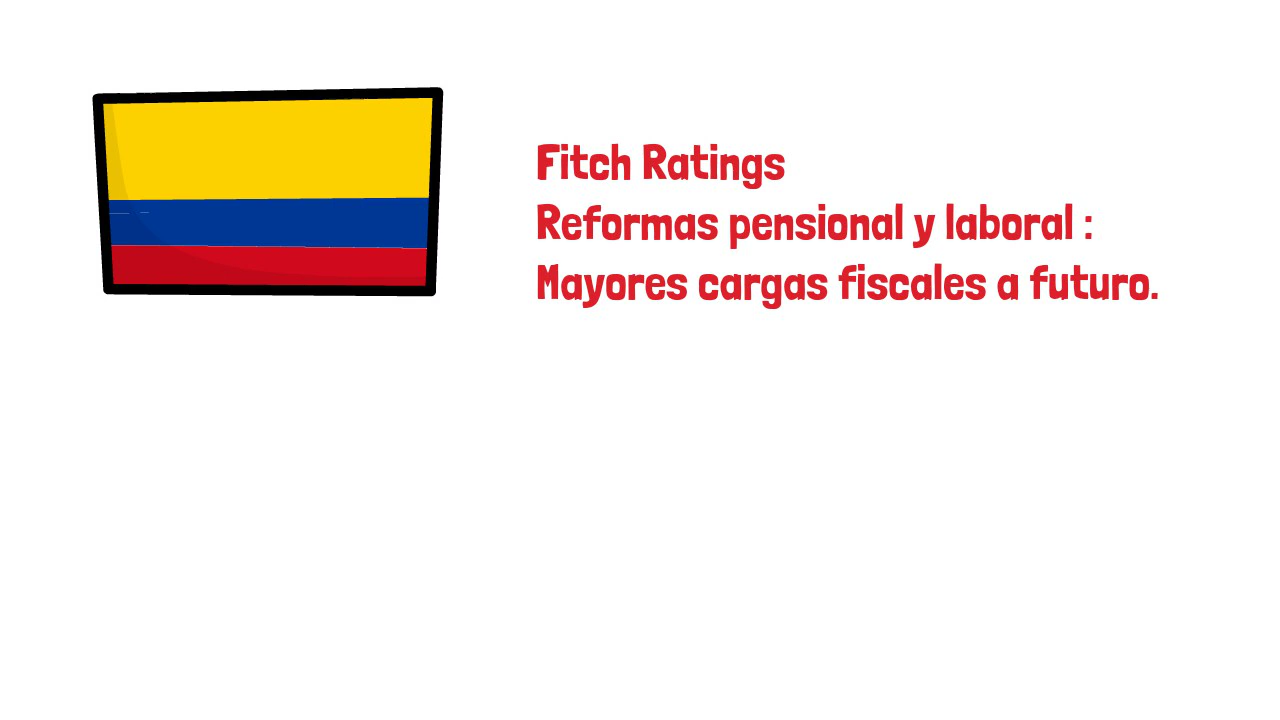 Fitch Ratings
Reformas pensional y laboral :
Mayores cargas fiscales a futuro.